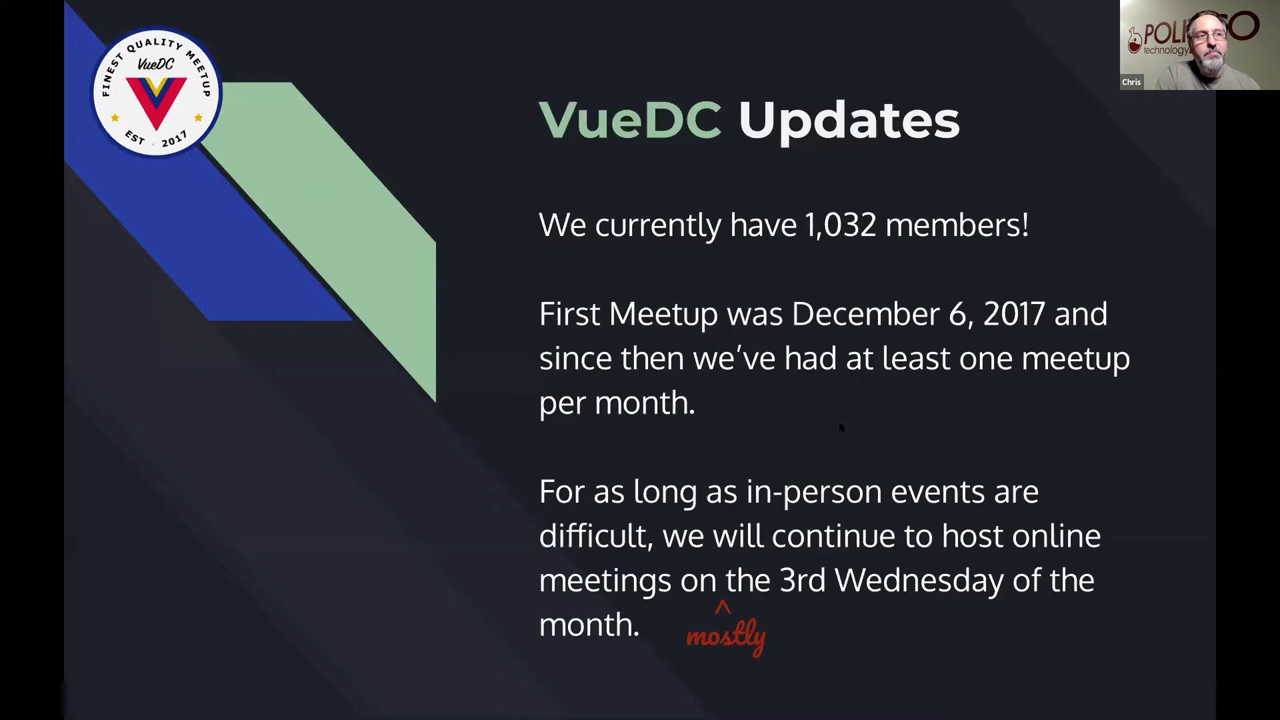 FINEST QUALITY MEETUP
VueDC
EST · 2017
technology
Chris
VueDC Updates
We currently have 1,032 members!
First Meetup was December 6, 2017 and
since then we’ve had at least one meetup
per month.
For as long as in-person events are
difficult, we will continue to host online
meetings on the 3rd Wednesday of the
^
month.
mostly